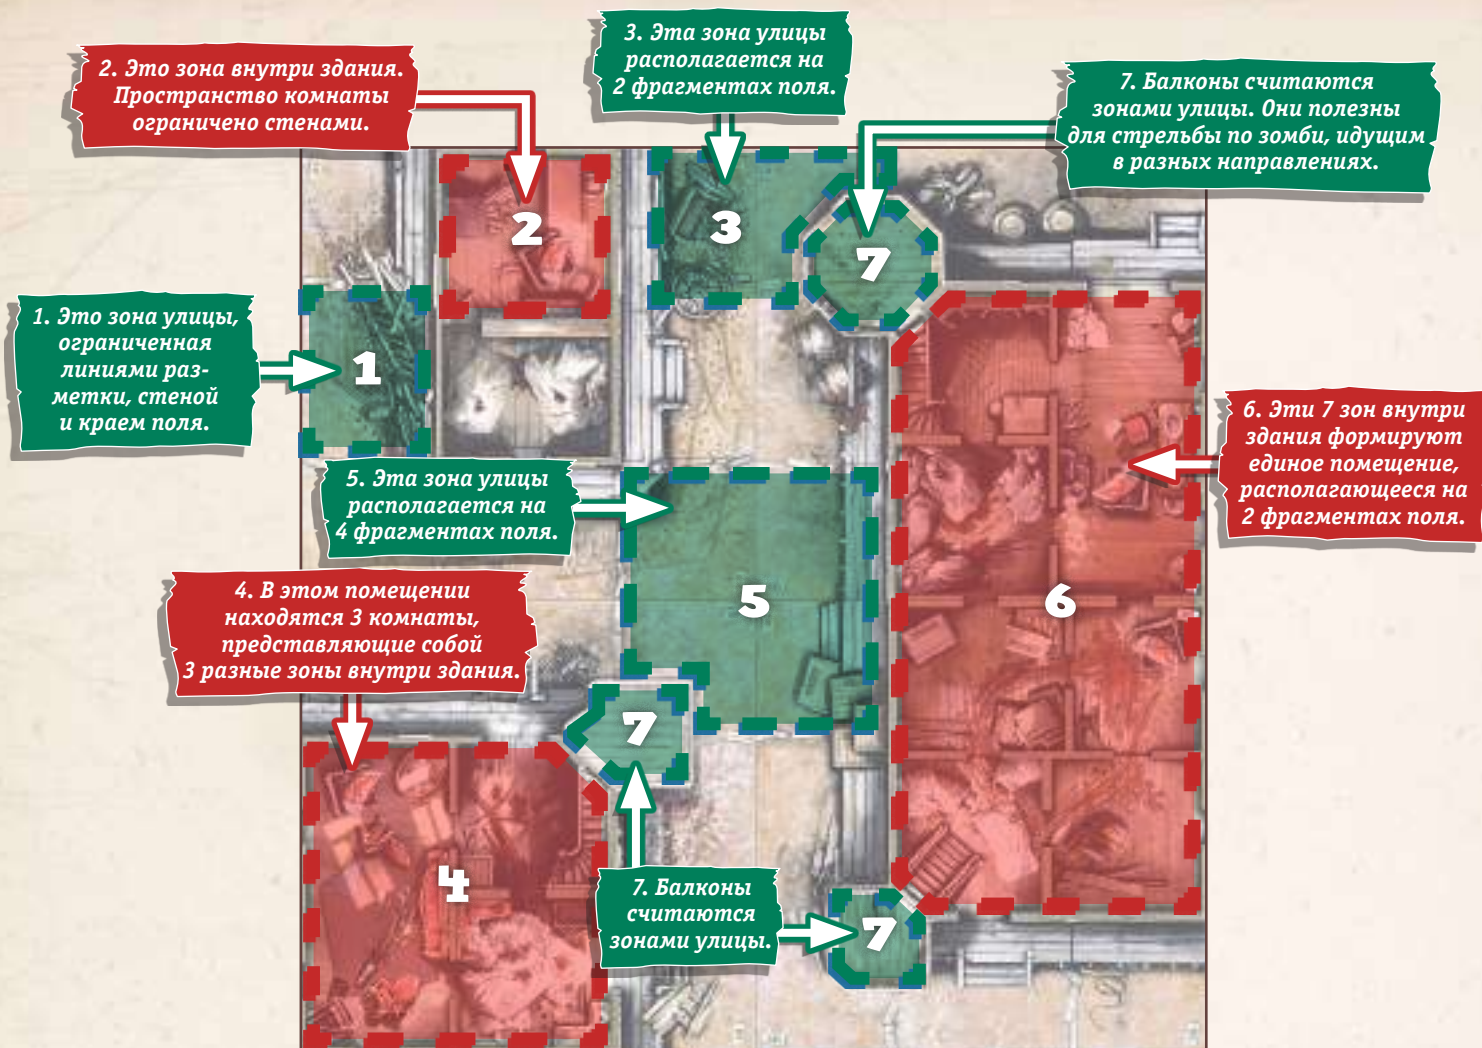 2. Это зона внутри здания.
Пространство комнаты
ограничено стенами.
3. Эта зона улицы
располагается на
2 фрагментах поля.
7. Балконы считаются
зонами улицы. Они полезны
для стрельбы по зомби, идущим
в разных направлениях.
2
3
7
1. Это зона улицы,
ограниченная
линиями раз-
метки, стеной
и краем поля.
1
6. Эти 7 зон внутри
здания формируют
единое помещение,
располагающееся на
2 фрагментах поля.
5. Эта зона улицы
располагается на
4 фрагментах поля.
5
6
4. В этом помещении
находятся 3 комнаты,
представляющие собой
3 разные зоны внутри здания.
7
4
7. Балконы
считаются
зонами улицы.
7